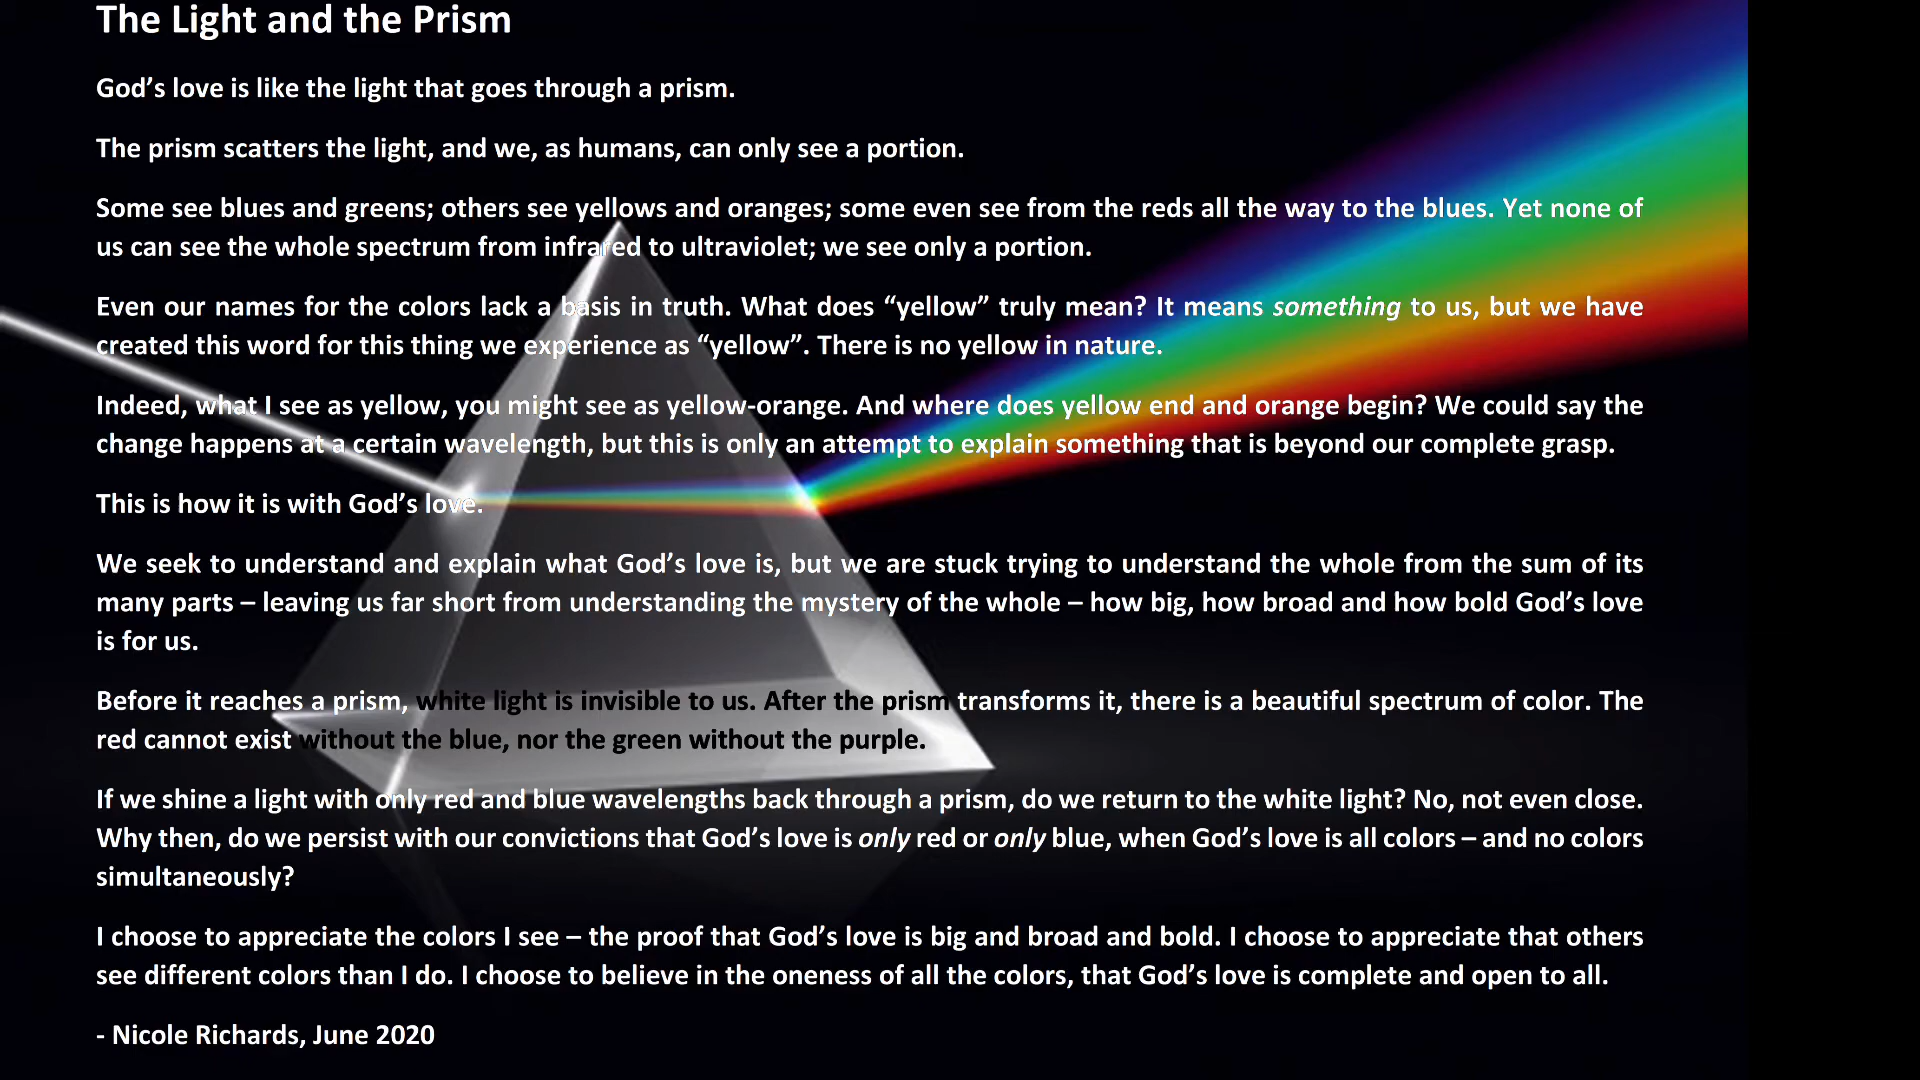 The Light and the Prism
God’s love is like the light that goes through a prism.
The prism scatters the light, and we, as humans, can only see a portion.
Some see blues and greens; others see yellows and oranges; some even see from the reds all the way to the blues. Yet none of
us can see the whole spectrum from infrared to ultraviolet; we see only a portion.
Even our names for the colors lack a basis in truth. What does “yellow” truly mean? It means something to us, but we have
created this word for this thing we experience as “yellow”. There is no yellow in nature.
Indeed, what I see as yellow, you might see as yellow-orange. And where does yellow end and orange begin? We could say the
change happens at a certain wavelength, but this is only an attempt to explain something that is beyond our complete grasp.
This is how it is with God’s love.
We seek to understand and explain what God’s love is, but we are stuck trying to understand the whole from the sum of its
many parts – leaving us far short from understanding the mystery of the whole – how big, how broad and how bold God’s love
is for us.
Before it reaches a prism, white light is invisible to us. After the prism transforms it, there is a beautiful spectrum of color. The
red cannot exist without the blue, nor the green without the purple.
If we shine a light with only red and blue wavelengths back through a prism, do we return to the white light? No, not even close.
Why then, do we persist with our convictions that God’s love is only red or only blue, when God’s love is all colors – and no colors
simultaneously?
I choose to appreciate the colors I see – the proof that God’s love is big and broad and bold. I choose to appreciate that others
see different colors than I do. I choose to believe in the oneness of all the colors, that God’s love is complete and open to all.
- Nicole Richards, June 2020